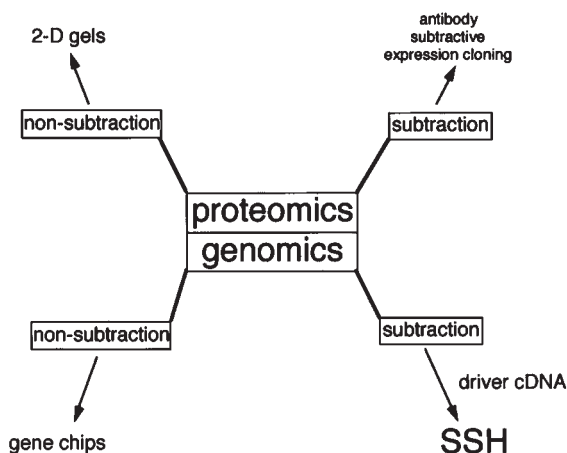 2-D gels
antibody
subtractive
expression cloning
non-subtraction
subtraction
proteomics
genomics
non-subtraction
subtraction
driver cDNA
gene chips
SSH